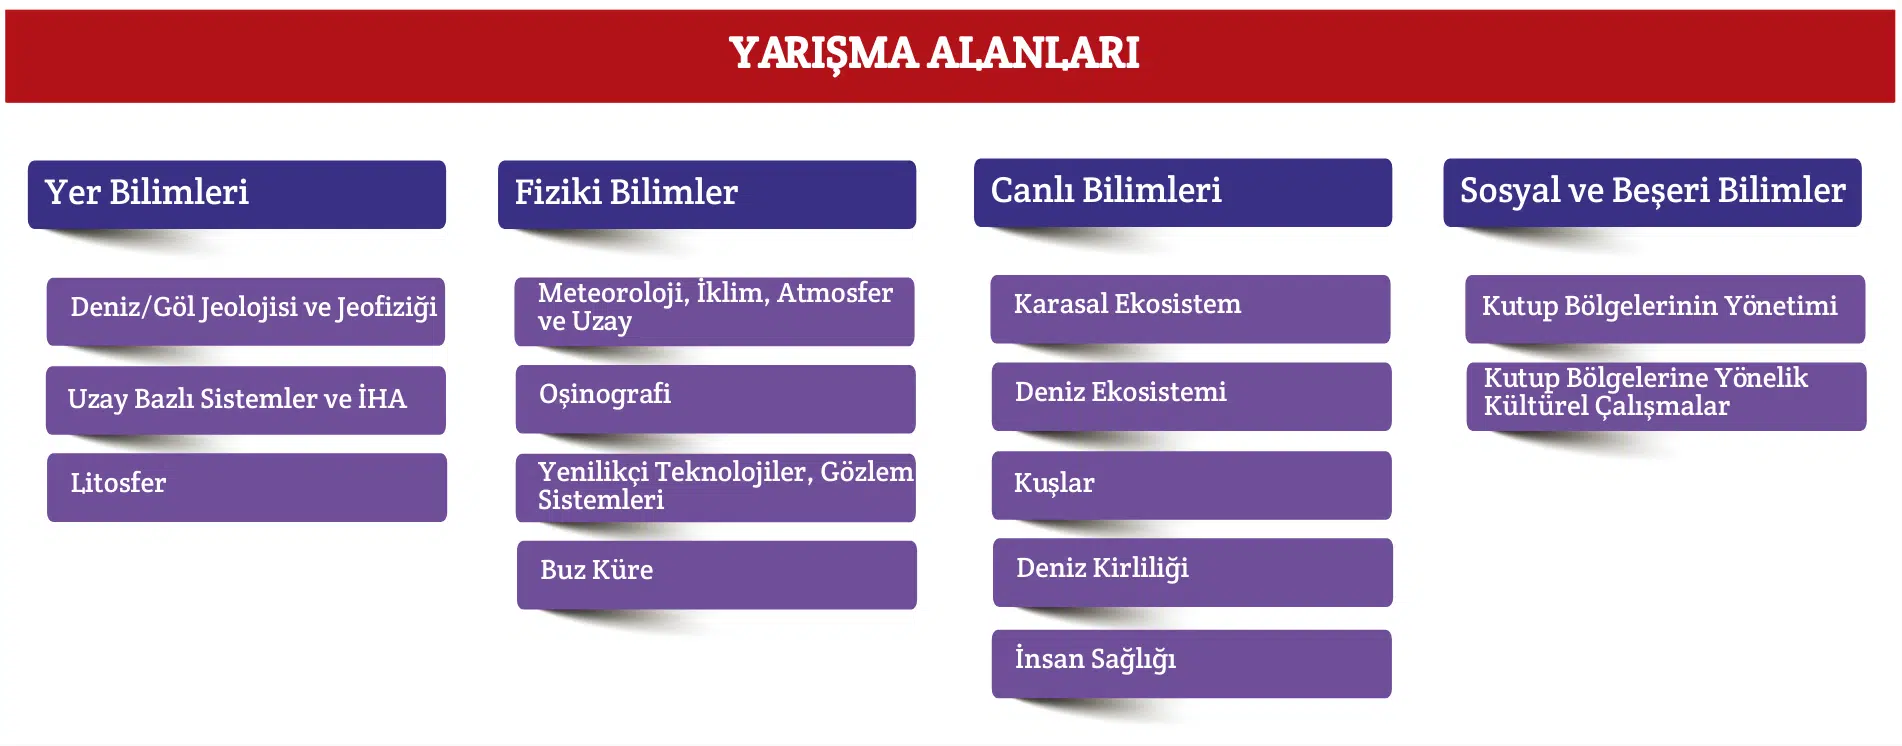 YARIŞMA ALANLARI
Yer Bilimleri
Deniz/Göl Jeolojisi ve Jeofiziği
Uzay Bazlı Sistemler ve İHA
Litosfer
Fiziki Bilimler
Meteoroloji, İklim, Atmosfer
ve Uzay
Oşinografi
Yenilikçi Teknolojiler, Gözlem
Sistemleri
Buz Küre
Canlı Bilimleri
Karasal Ekosistem
Deniz Ekosistemi
Kuşlar
Deniz Kirliliği
İnsan Sağlığı
Sosyal ve Beşeri Bilimler
Kutup Bölgelerinin Yönetimi
Kutup Bölgelerine Yönelik
Kültürel Çalışmalar